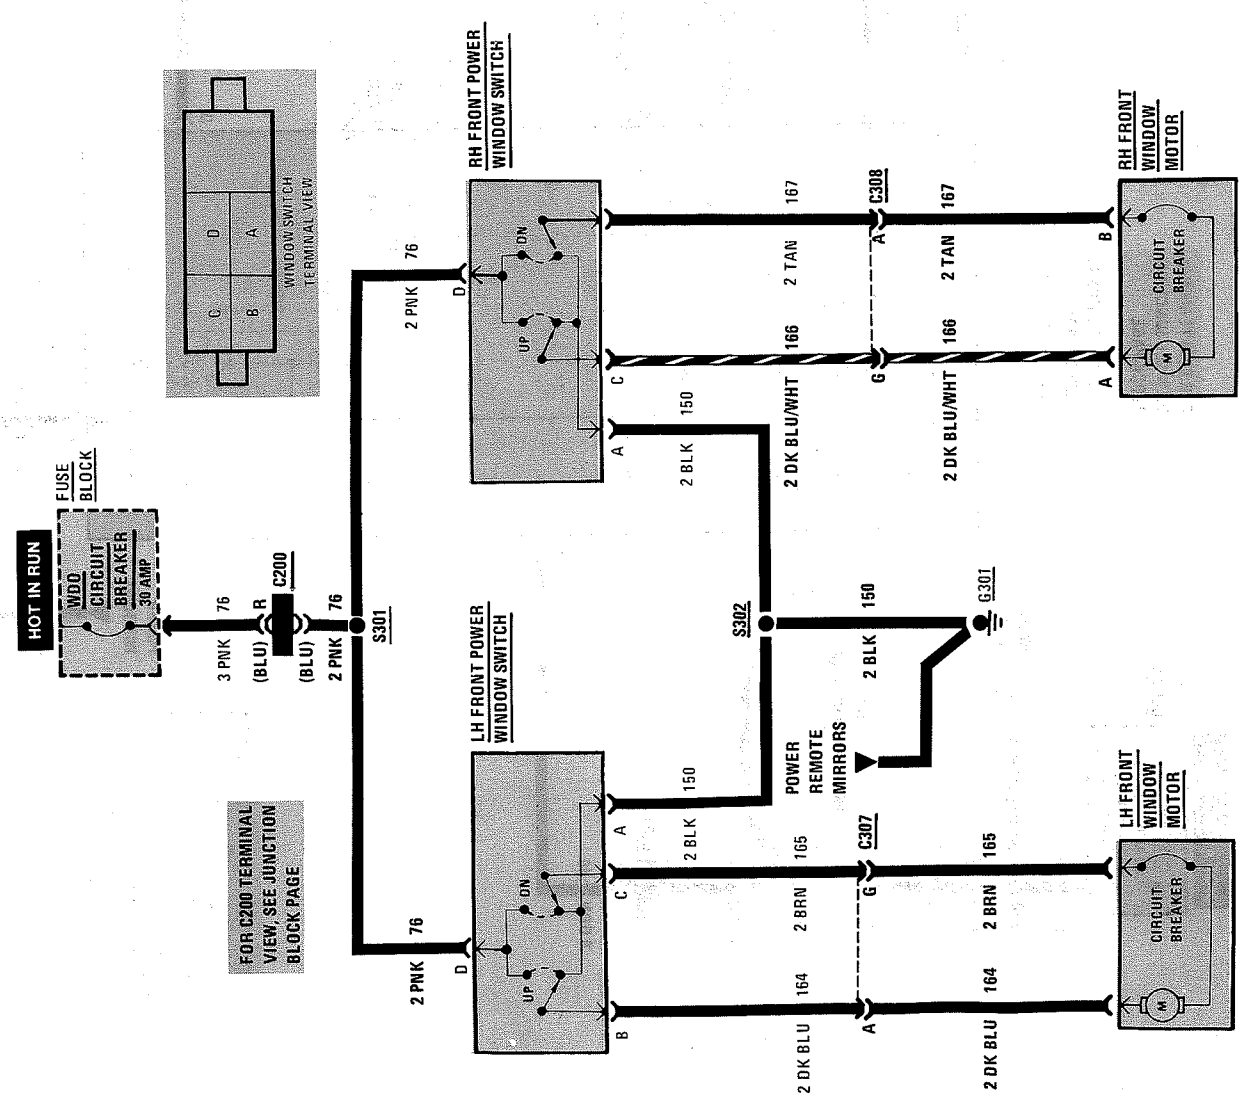 HOT IN RUN
FUSE
BLOCK
WDO
CIRCUIT
BREAKER
30 AMP
3 PNK
76
(BLU)
R
C200
(BLU)
2 PNK
76
S301
C
D
B
A
WINDOW SWITCH
TERMINAL VIEW
FOR C200 TERMINAL
VIEW, SEE JUNCTION
BLOCK PAGE
2 PNK
76
D
2 PNK
76
D
LH FRONT POWER
WINDOW SWITCH
UP
DN
B
C
A
RH FRONT POWER
WINDOW SWITCH
UP
DN
A
C
2 DK BLU
164
2 BRN
165
2 BLK
150
S302
2 BLK
150
2 DK BLU/WHT
166
2 TAN
167
A
G
C307
G
A
C308
POWER
REMOTE
MIRRORS
2 BLK
150
G301
2 DK BLU
164
2 BRN
165
2 DK BLU/WHT
166
2 TAN
167
A
B
LH FRONT
WINDOW
MOTOR
M
CIRCUIT
BREAKER
RH FRONT
WINDOW
MOTOR
M
CIRCUIT
BREAKER